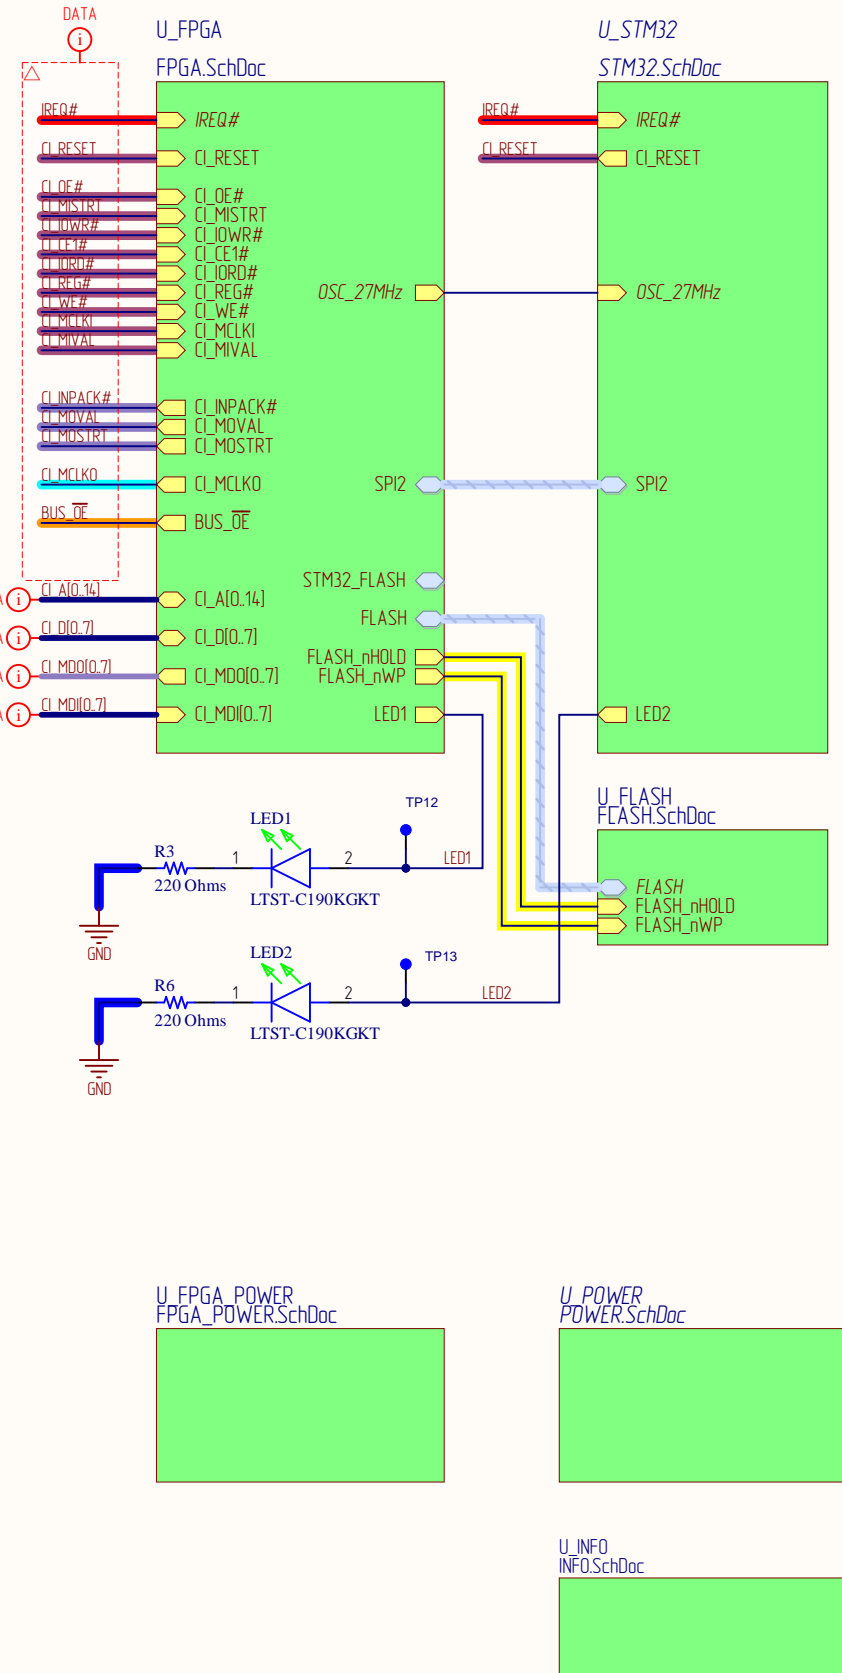 DATA
i
U_FPGA
FPGA.SchDoc
IREQ#
IREQ#
CI_RESET
CI_RESET
CI_OE#
CI_OE#
CI_MISTRT
CI_MISTRT
CI_IOWR#
CI_IOWR#
CI_CE1#
CI_CE1#
CI_IORD#
CI_IORD#
CI_REG#
CI_REG#
OSC_27MHz
CI_WE#
CI_WE#
CI_MCLKI
CI_MCLKI
CI_MIVAL
CI_MIVAL
CI_INPACK#
CI_INPACK#
CI_MOVAL
CI_MOVAL
CI_MOSTRT
CI_MOSTRT
CI_MCLKO
CI_MCLKO
SPI2
BUS_O̅E̅
BUS_O̅E̅
STM32_FLASH
i
CI_A[0..14]
CI_A[0..14]
FLASH
i
CI_D[0..7]
CI_D[0..7]
FLASH_nHOLD
i
CI_MDO[0..7]
CI_MDO[0..7]
FLASH_nWP
i
CI_MDI[0..7]
CI_MDI[0..7]
LED1
U_STM32
STM32.SchDoc
IREQ#
IREQ#
CI_RESET
CI_RESET
OSC_27MHz
SPI2
LED2
U_FLASH
FLASH.SchDoc
FLASH
FLASH_nHOLD
FLASH_nWP
LED1
TP12
R3
1
2
LED1
220 Ohms
LTST-C190KGKT
GND
LED2
TP13
R6
1
2
LED2
220 Ohms
LTST-C190KGKT
GND
U_FPGA_POWER
FPGA_POWER.SchDoc
U_POWER
POWER.SchDoc
U_INFO
INFO.SchDoc